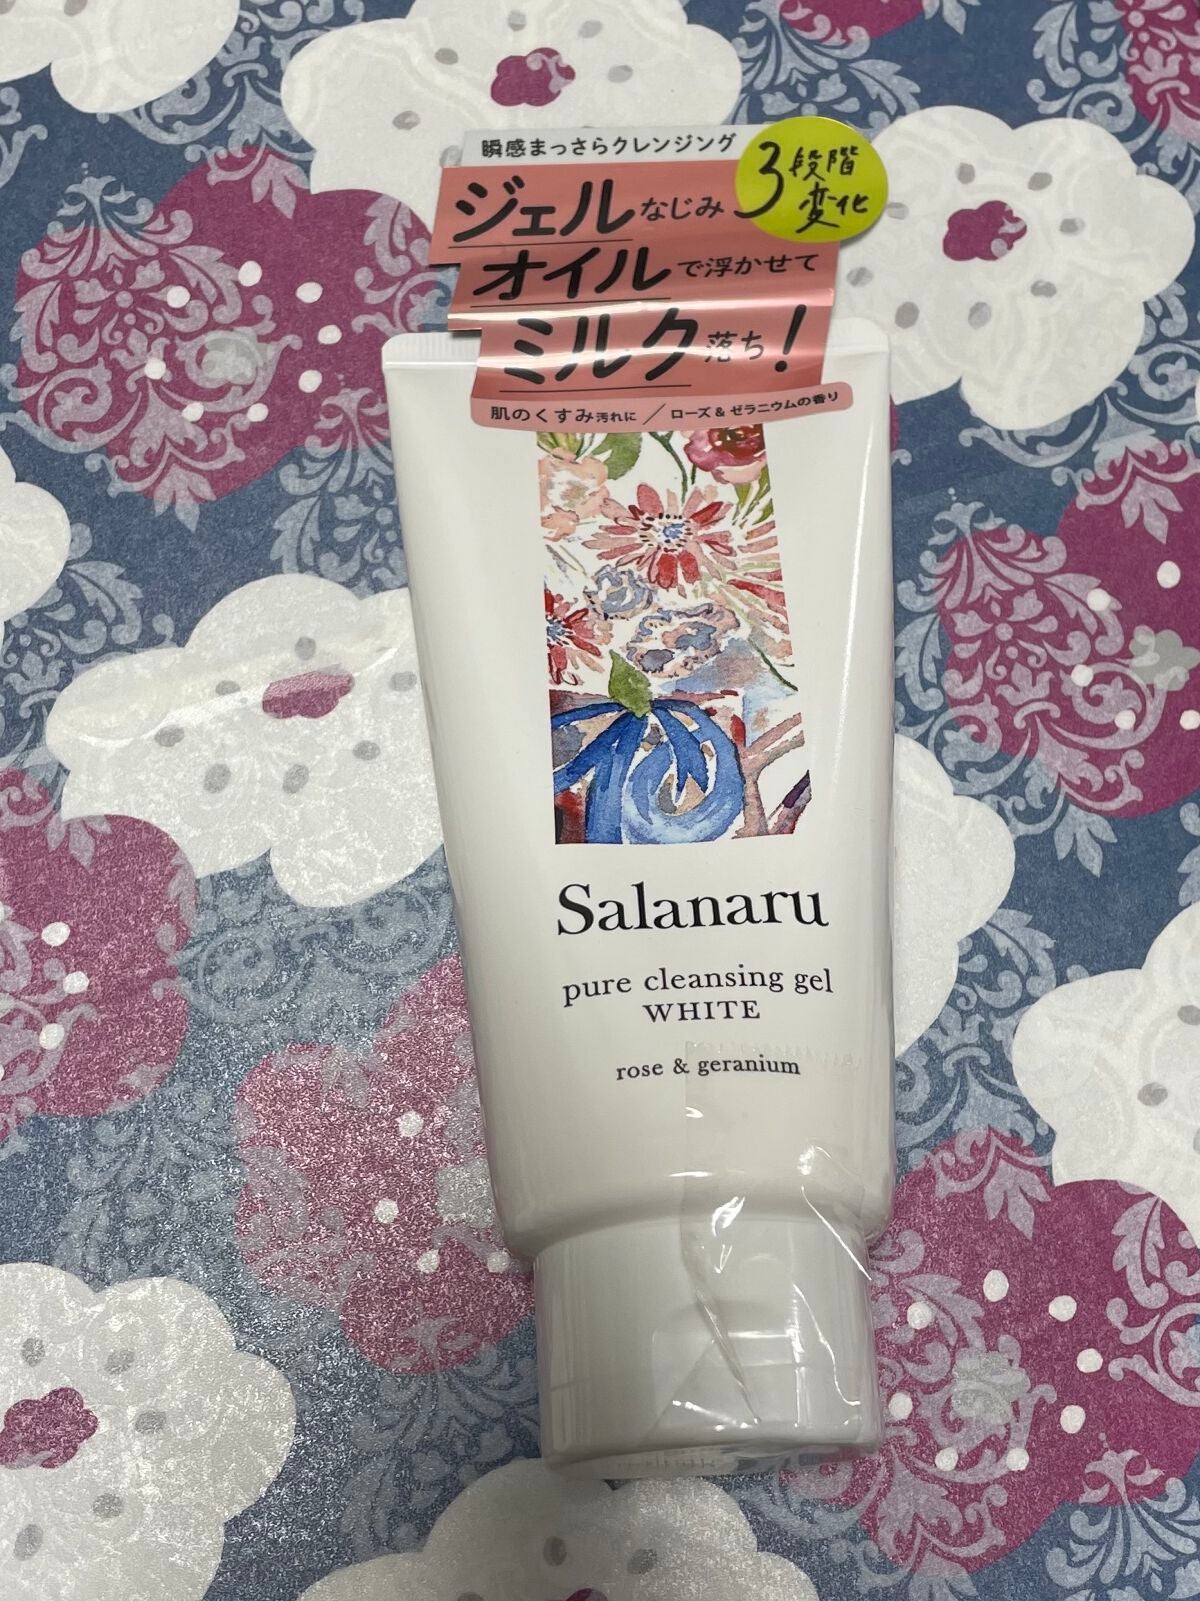 瞬感まっさらクレンジング
3段階
変化
ジェルなじみ
オイルで浮かせて
ミルク落ち!
肌のくすみ汚れに／ローズ&ゼラニウムの香り
Salanaru
pure cleansing gel
WHITE
rose & geranium